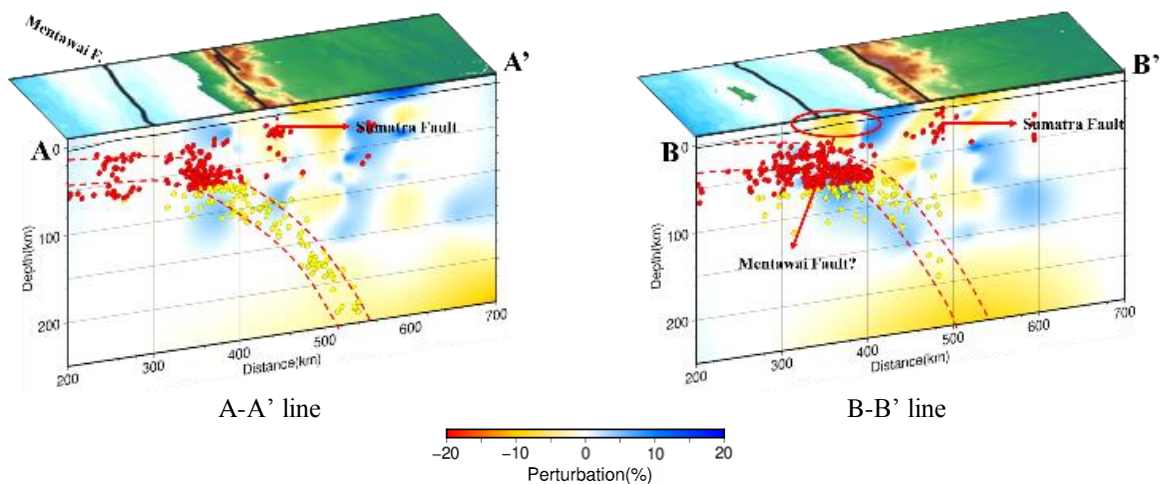 Mentawai F.
A'
A
Sumatra Fault
0
100
200
Depth(km)
200
300
400
500
600
700
Distance(km)
A-A' line
B'
B
Sumatra Fault
Mentawai Fault?
0
100
200
Depth(km)
200
300
400
500
600
700
Distance(km)
B-B' line
−20
−10
0
10
20
Perturbation(%)